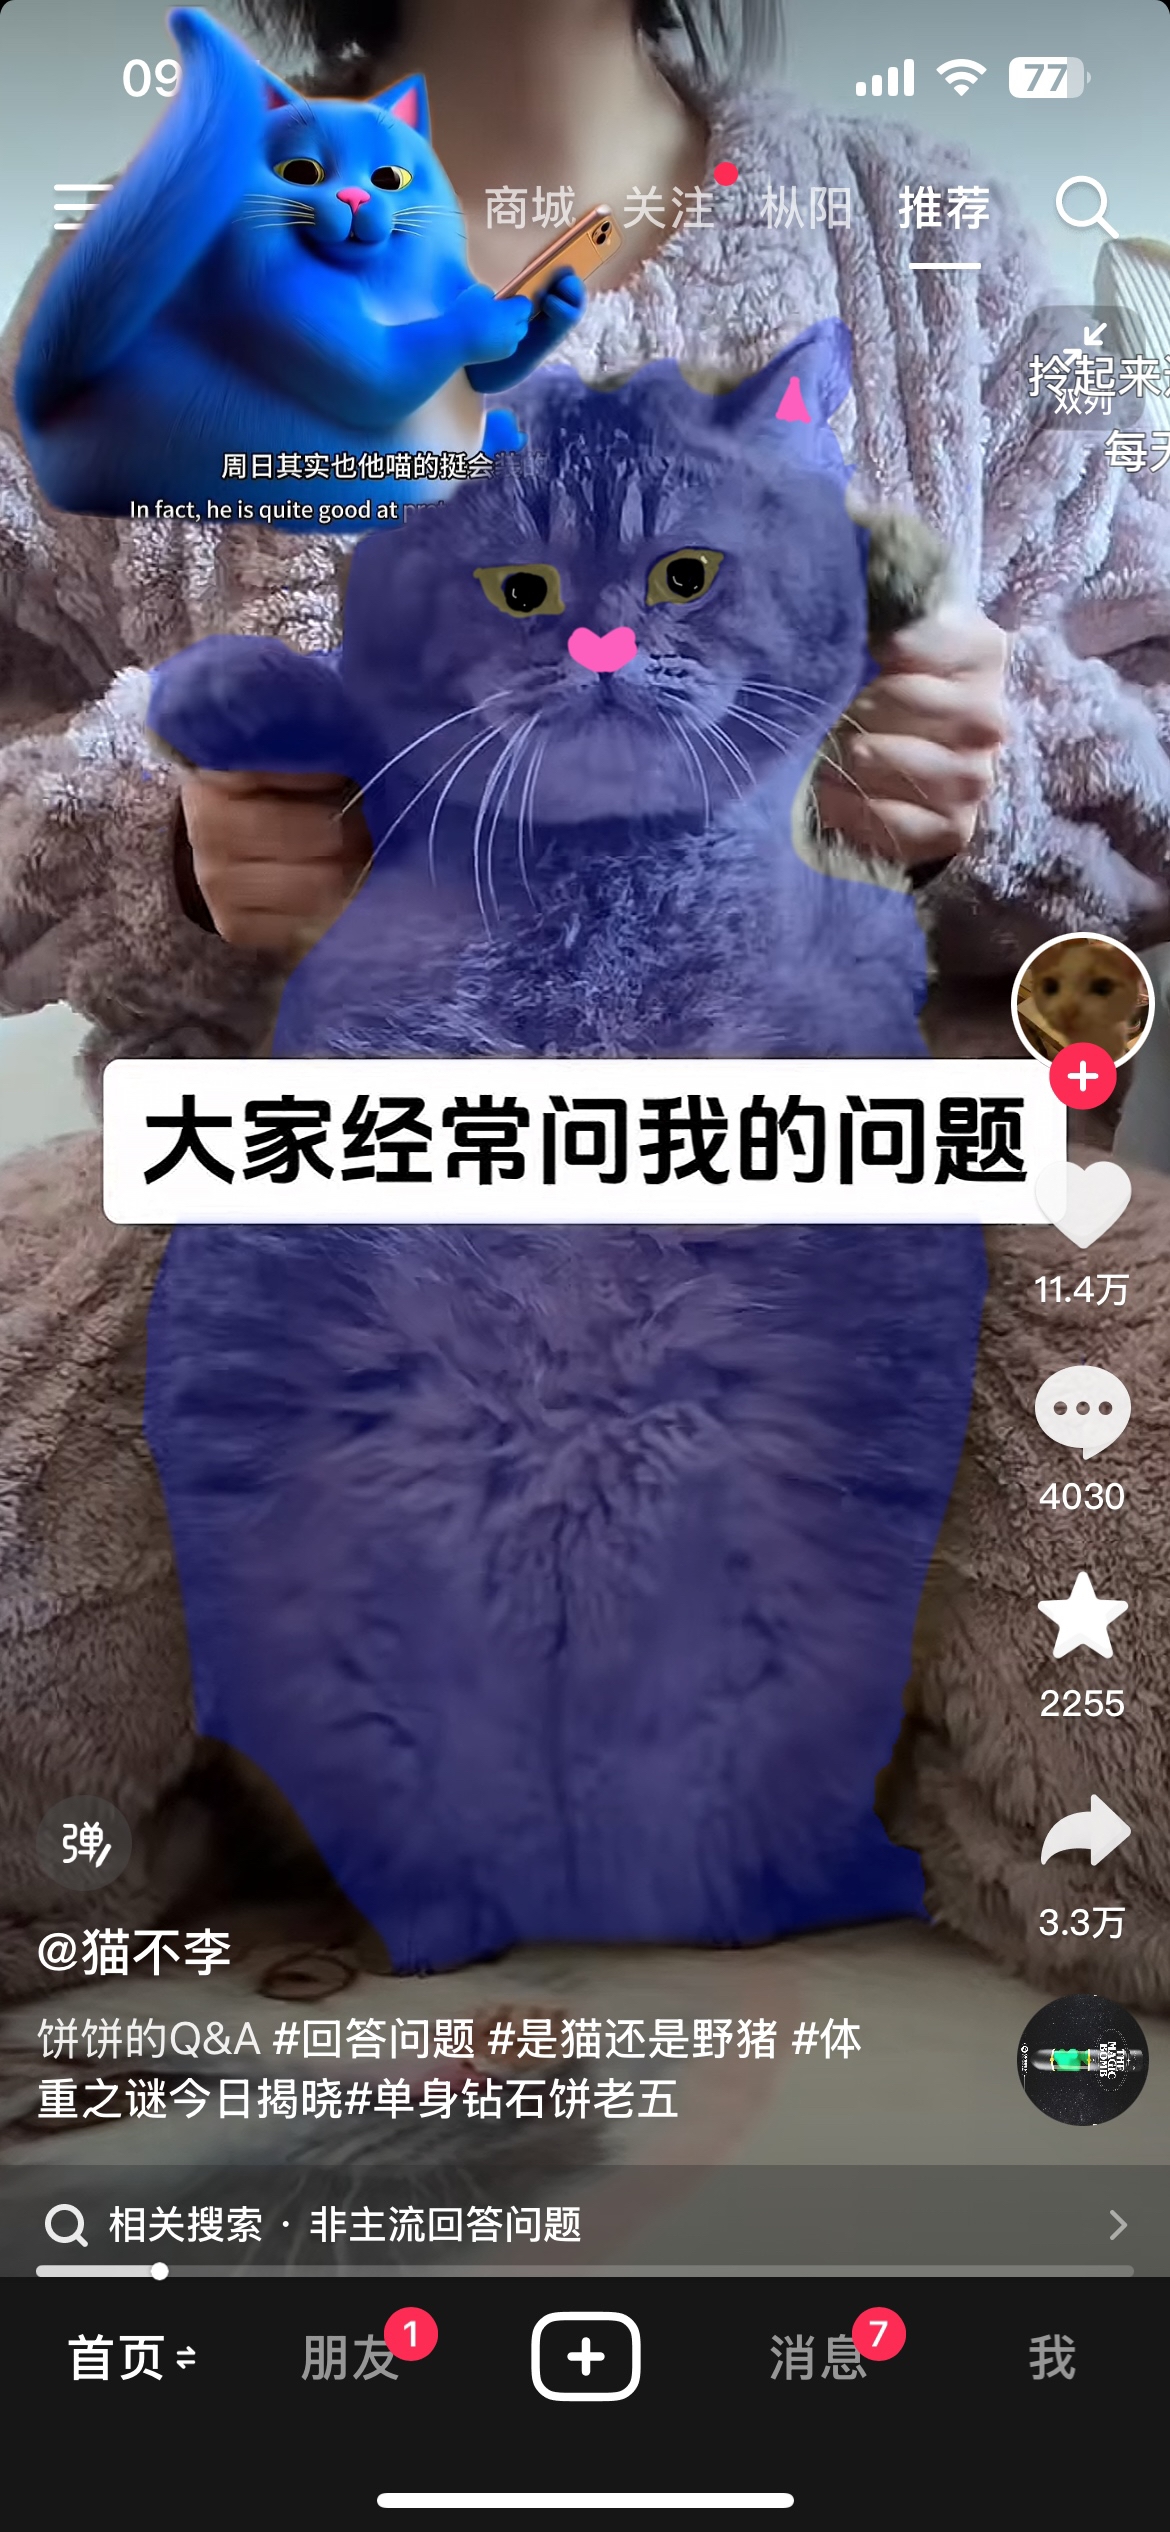 09
77
商城 关注 枞阳 推荐
双列
拎起来
每天
周日其实也他喵的挺会
In fact, he is quite good at
大家经常问我的问题
11.4万
4030
2255
3.3万
弹
@猫不李
饼饼的Q&A #回答问题 #是猫还是野猪 #体
重之谜今日揭晓#单身钻石饼老五
THE MAGIC BOMB
相关搜索 · 非主流回答问题
首页 朋友 1 消息 7 我